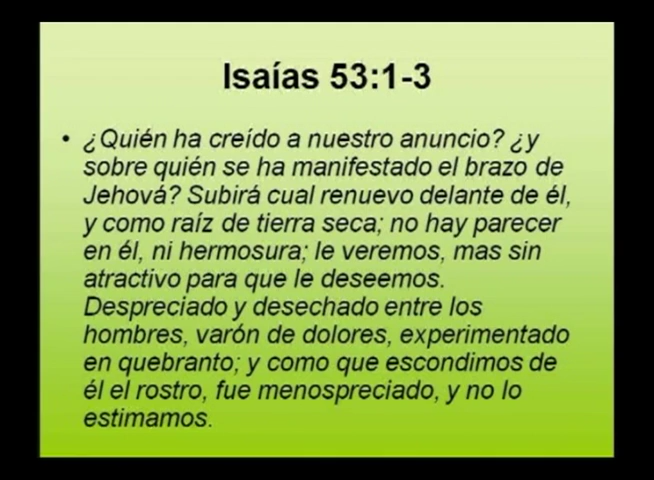 Isaías 53:1-3
• ¿Quién ha creído a nuestro anuncio? ¿y
sobre quién se ha manifestado el brazo de
Jehová? Subirá cual renuevo delante de él,
y como raíz de tierra seca; no hay parecer
en él, ni hermosura; le veremos, mas sin
atractivo para que le deseemos.
Despreciado y desechado entre los
hombres, varón de dolores, experimentado
en quebranto; y como que escondimos de
él el rostro, fue menospreciado, y no lo
estimamos.